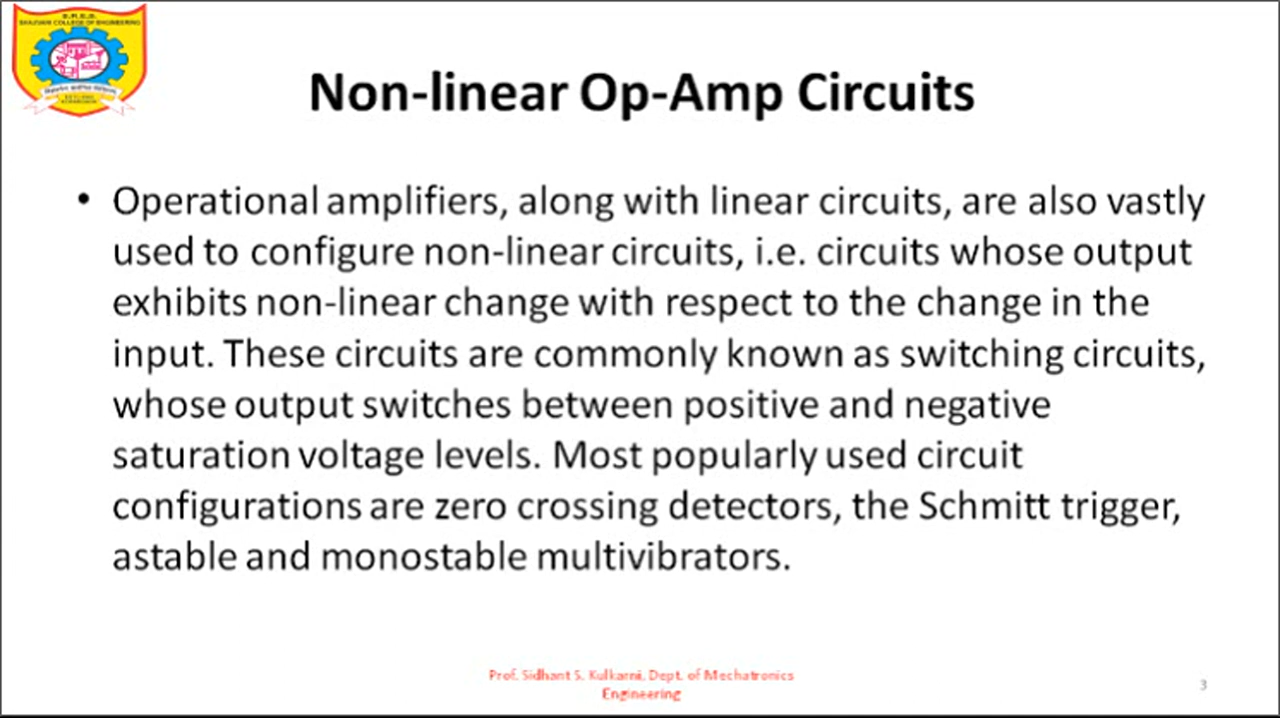 SANJIVANI COLLEGE OF ENGINEERING
Non-linear Op-Amp Circuits
• Operational amplifiers, along with linear circuits, are also vastly
used to configure non-linear circuits, i.e. circuits whose output
exhibits non-linear change with respect to the change in the
input. These circuits are commonly known as switching circuits,
whose output switches between positive and negative
saturation voltage levels. Most popularly used circuit
configurations are zero crossing detectors, the Schmitt trigger,
astable and monostable multivibrators.
Prof. Sidhant S. Kulkarni, Dept. of Mechatronics
Engineering
3